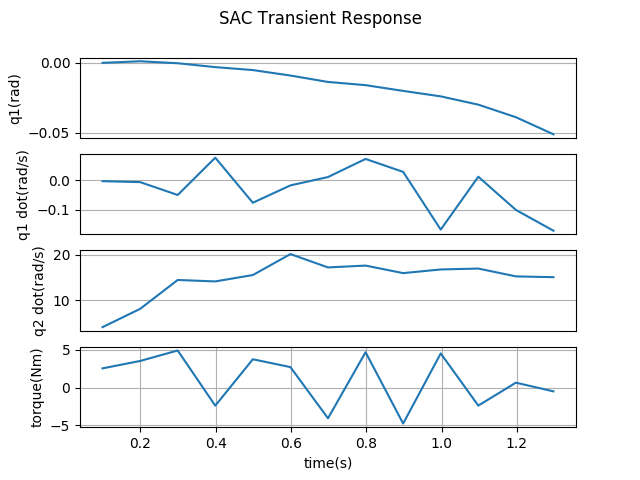 SAC Transient Response
q1(rad)
0.00
−0.05
q1 dot(rad/s)
0.0
−0.1
q2 dot(rad/s)
20
10
torque(Nm)
5
0
−5
0.2 0.4 0.6 0.8 1.0 1.2
time(s)